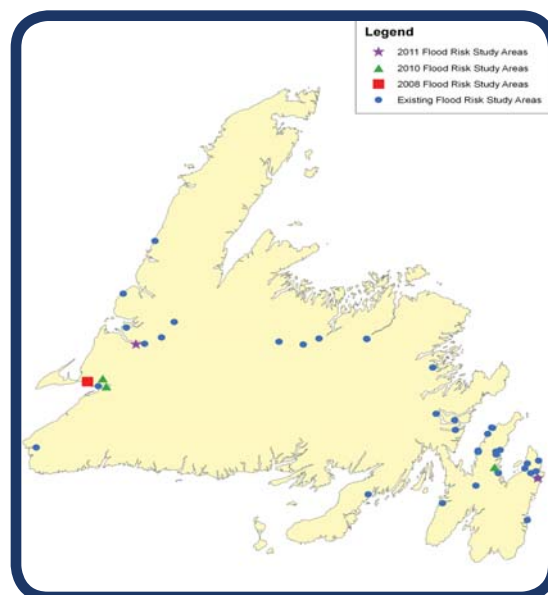 Legend
2011 Flood Risk Study Areas
2010 Flood Risk Study Areas
2008 Flood Risk Study Areas
Existing Flood Risk Study Areas